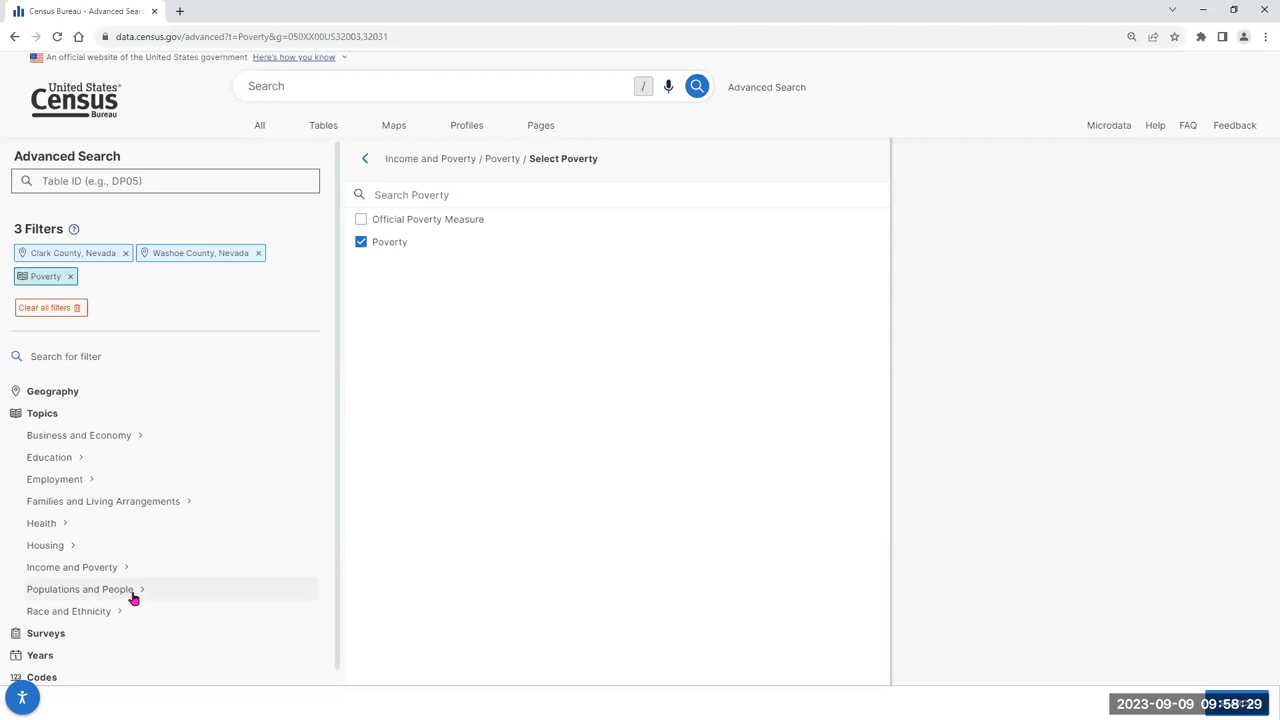 Census Bureau - Advanced Searc
data.census.gov/advanced?t=Poverty&g=050XX00US32003,32031
An official website of the United States government Here's how you know
United States
Census
Bureau
Search /
Advanced Search
All Tables Maps Profiles Pages
Microdata Help FAQ Feedback
Advanced Search
Table ID (e.g., DP05)
3 Filters ?
Clark County, Nevada × Washoe County, Nevada ×
Poverty ×
Clear all filters
Search for filter
Geography
Topics
Business and Economy
Education
Employment
Families and Living Arrangements
Health
Housing
Income and Poverty
Populations and People
Race and Ethnicity
Surveys
Years
123 Codes
Income and Poverty / Poverty / Select Poverty
Search Poverty
Official Poverty Measure
Poverty
2023-09-09 09:58:29